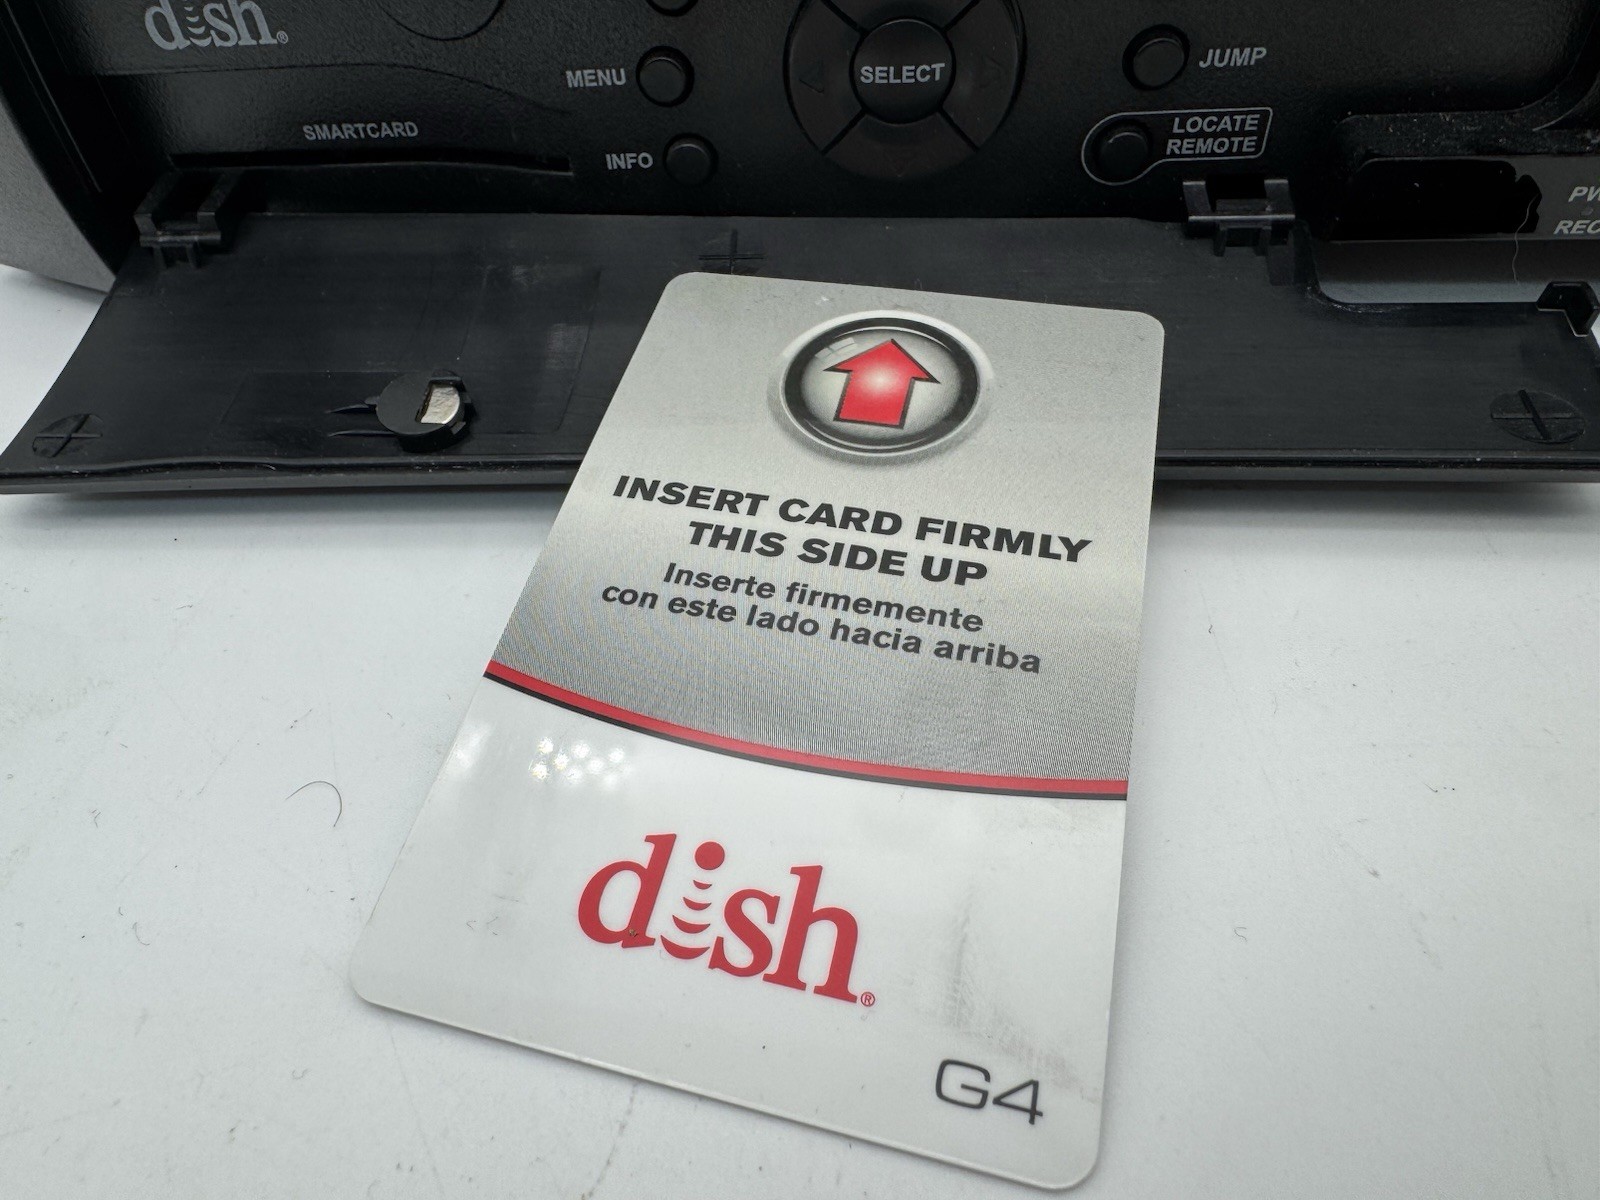 dish®
MENU
SELECT
JUMP
SMARTCARD
INFO
LOCATE
REMOTE
REC
INSERT CARD FIRMLY
THIS SIDE UP
Inserte firmemente
con este lado hacia arriba
dish®
G4